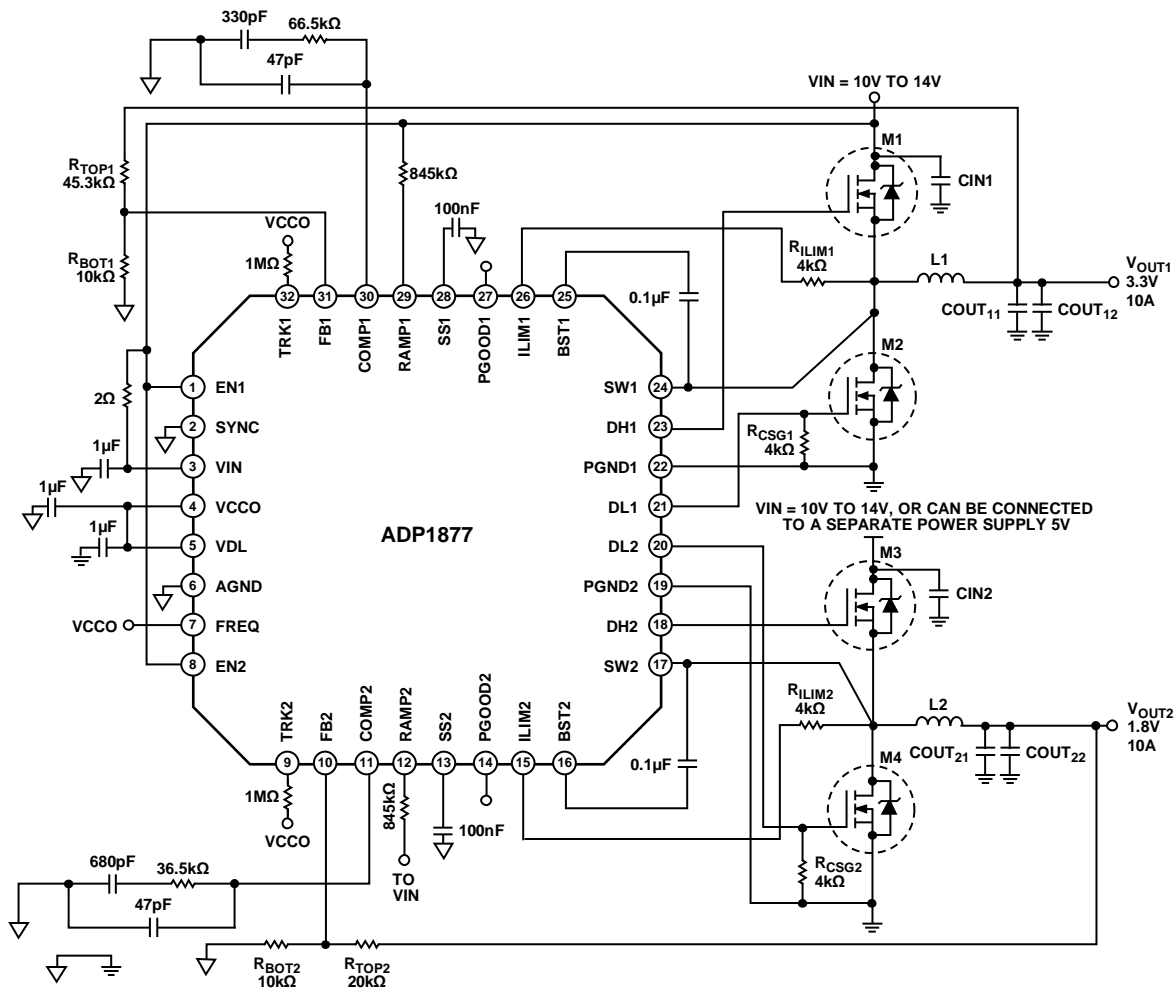 330pF
66.5kΩ
47pF
VIN = 10V TO 14V
M1
RTOP1
45.3kΩ
845kΩ
CIN1
100nF
VCCO
RBOT1
10kΩ
1MΩ
RILIM1
4kΩ
L1
VOUT1
3.3V
10A
0.1µF
COUT11
COUT12
32
31
30
29
28
27
26
25
TRK1
FB1
COMP1
RAMP1
SS1
PGOOD1
ILIM1
BST1
M2
1
EN1
SW1
24
2Ω
2
SYNC
DH1
23
RCSG1
4kΩ
1µF
3
VIN
PGND1
22
1µF
4
VCCO
DL1
21
VIN = 10V TO 14V, OR CAN BE CONNECTED
TO A SEPARATE POWER SUPPLY 5V
ADP1877
1µF
5
VDL
DL2
20
M3
6
AGND
PGND2
19
CIN2
VCCO
7
FREQ
DH2
18
8
EN2
SW2
17
TRK2
FB2
COMP2
RAMP2
SS2
PGOOD2
ILIM2
BST2
RILIM2
4kΩ
L2
VOUT2
1.8V
10A
9
10
11
12
13
14
15
16
0.1µF
COUT21
COUT22
M4
1MΩ
845kΩ
VCCO
100nF
680pF
36.5kΩ
TO
VIN
RCSG2
4kΩ
47pF
RBOT2
10kΩ
RTOP2
20kΩ